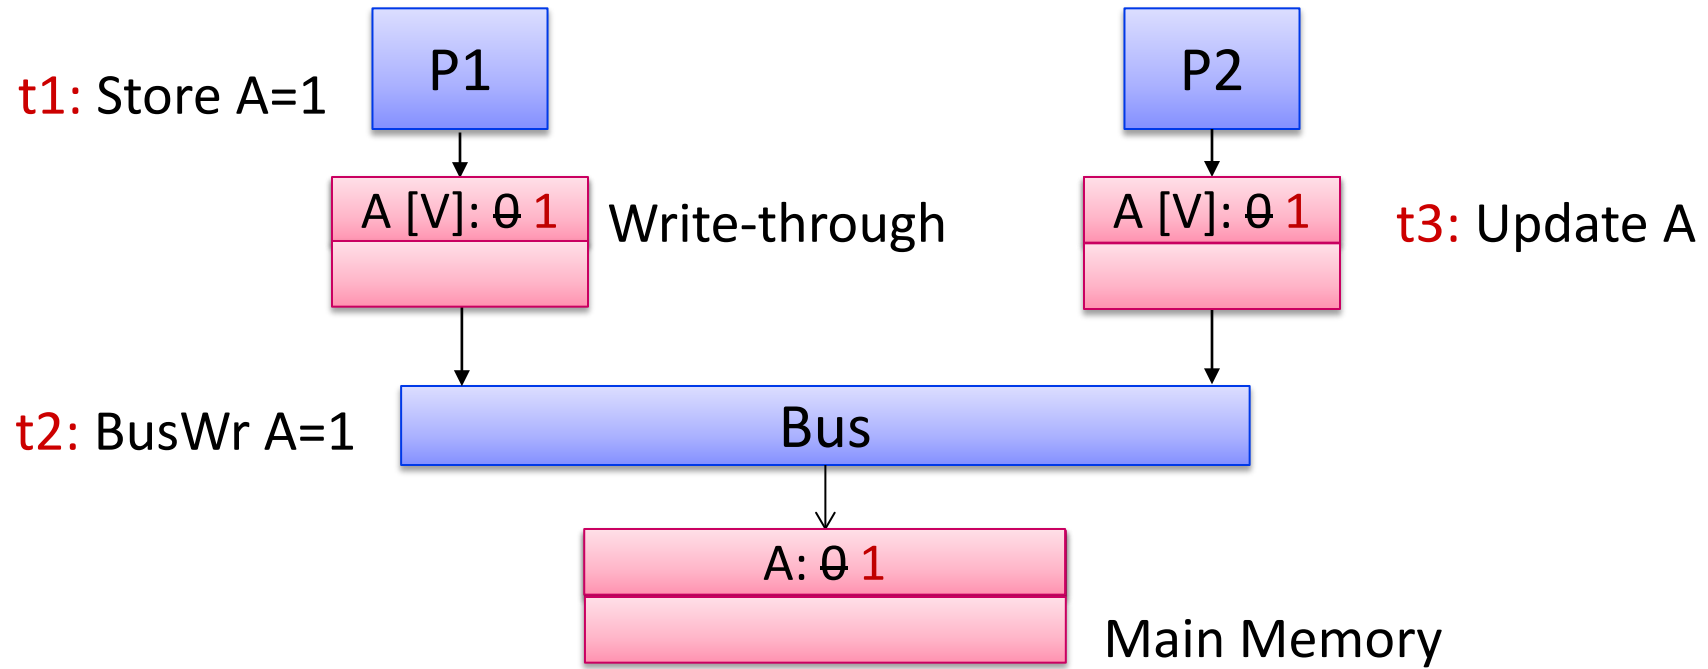 P1
P2
t1: Store A=1
A [V]: 0 1
Write-through
A [V]: 0 1
t3: Update A
t2: BusWr A=1
Bus
A: 0 1
Main Memory